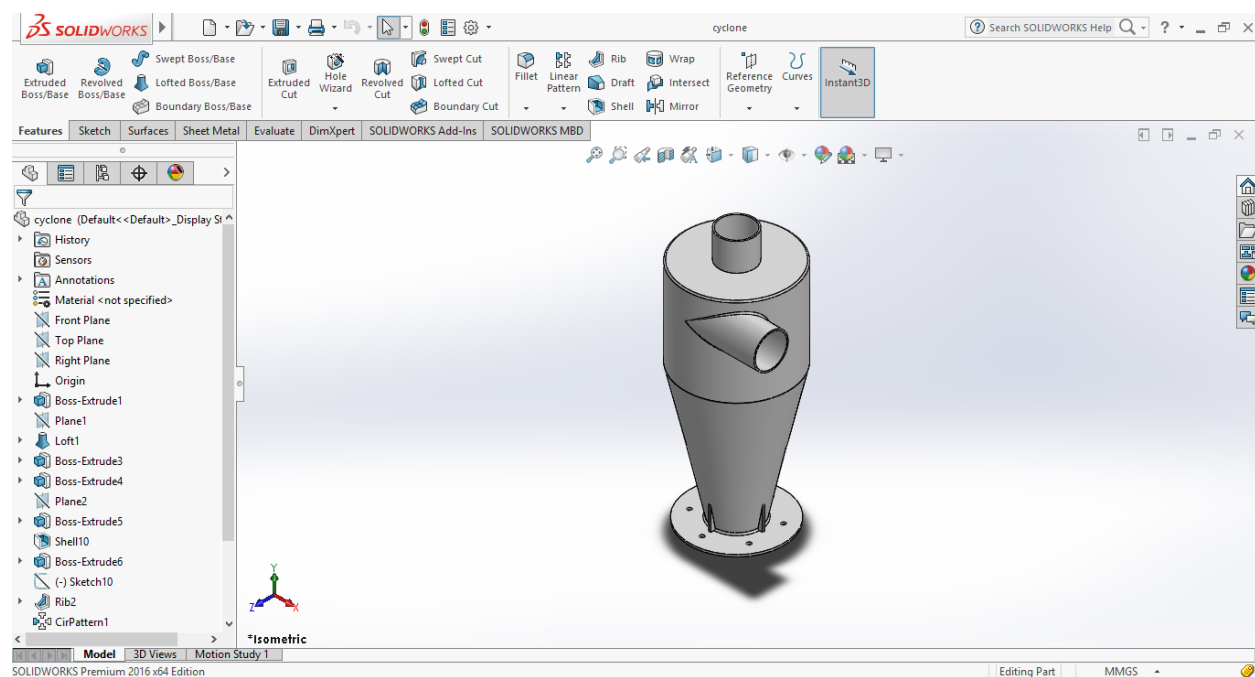 SOLIDWORKS
cyclone
Search SOLIDWORKS Help
?
Extruded Boss/Base
Revolved Boss/Base
Swept Boss/Base
Lofted Boss/Base
Boundary Boss/Base
Extruded Cut
Hole Wizard
Revolved Cut
Swept Cut
Lofted Cut
Boundary Cut
Fillet
Linear Pattern
Rib
Draft
Shell
Wrap
Intersect
Mirror
Reference Geometry
Curves
Instant3D
Features Sketch Surfaces Sheet Metal Evaluate DimXpert SOLIDWORKS Add-Ins SOLIDWORKS MBD
cyclone (Default<<Default>_Display St
History
Sensors
A Annotations
Material <not specified>
Front Plane
Top Plane
Right Plane
Origin
Boss-Extrude1
Plane1
Loft1
Boss-Extrude3
Boss-Extrude4
Plane2
Boss-Extrude5
Shell10
Boss-Extrude6
(-) Sketch10
Rib2
CirPattern1
Y
Z
X
*Isometric
Model 3D Views Motion Study 1
SOLIDWORKS Premium 2016 x64 Edition
Editing Part
MMGS